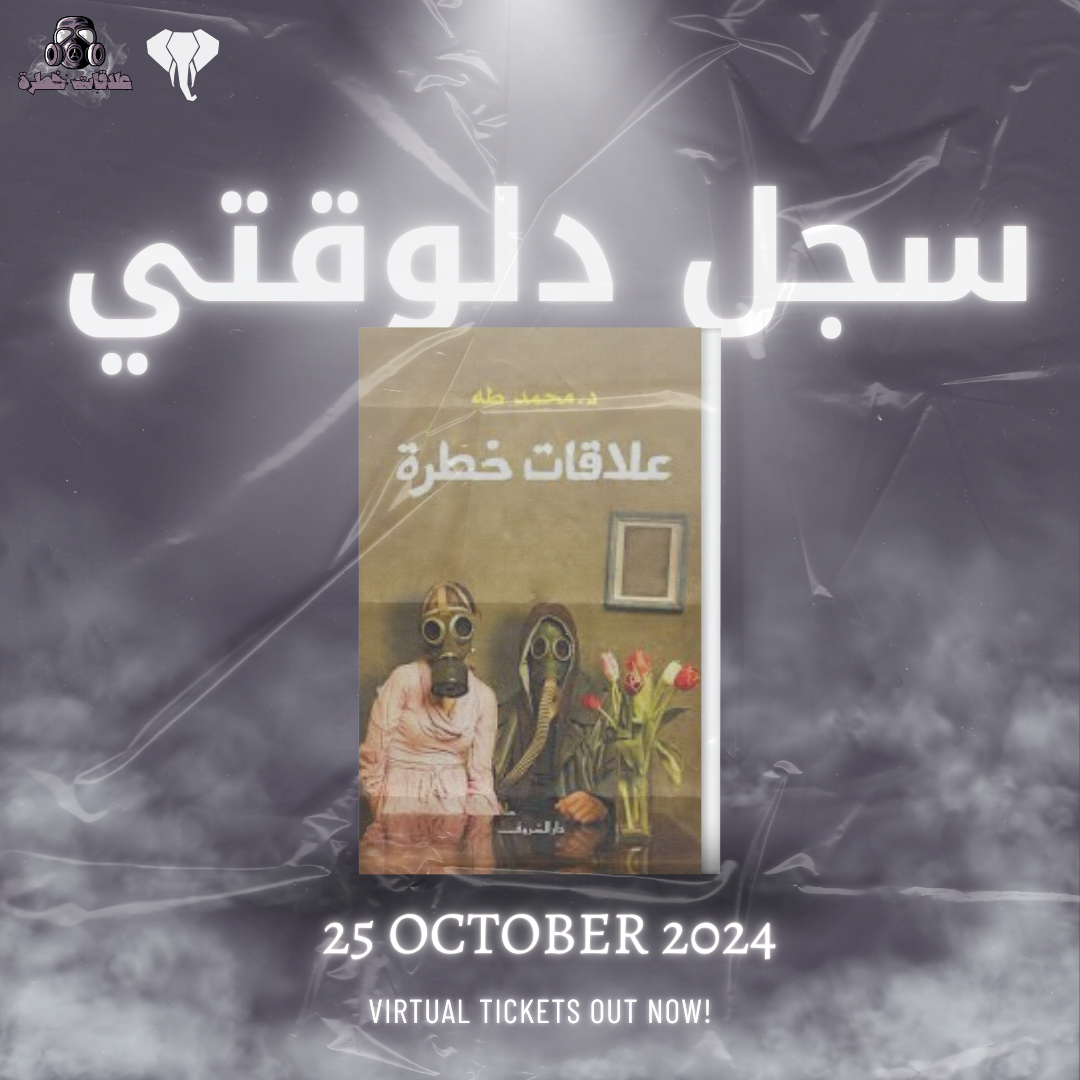 علاقات خطرة
سجل دلوقتي
د. محمد طه
علاقات خطرة
دار الشروق
25 OCTOBER 2024
VIRTUAL TICKETS OUT NOW!